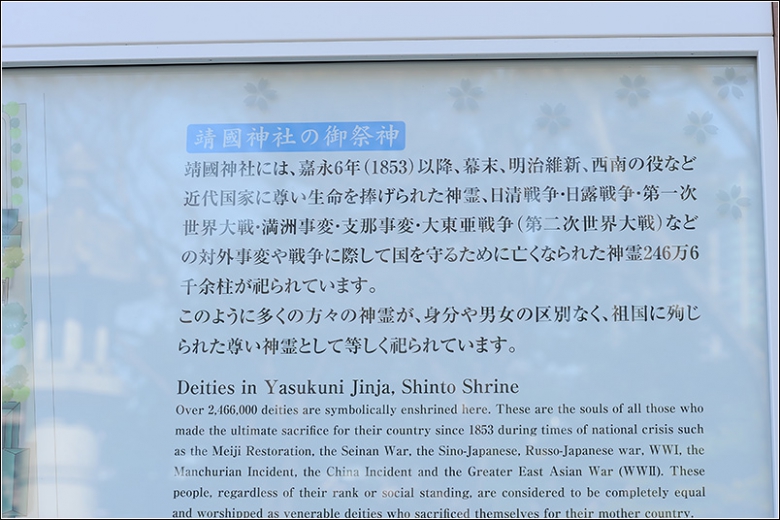 靖國神社の御祭神
靖國神社には、嘉永6年(1853)以降、幕末、明治維新、西南の役など
近代国家に尊い生命を捧げられた神霊、日清戦争・日露戦争・第一次
世界大戦・満洲事変・支那事変・大東亜戦争(第二次世界大戦)など
の対外事変や戦争に際して国を守るために亡くなられた神霊246万6
千余柱が祀られています。
このように多くの方々の神霊が、身分や男女の区別なく、祖国に殉じ
られた尊い神霊として等しく祀られています。
Deities in Yasukuni Jinja, Shinto Shrine
Over 2,466,000 deities are symbolically enshrined here. These are the souls of all those who
made the ultimate sacrifice for their country since 1853 during times of national crisis such
as the Meiji Restoration, the Seinan War, the Sino-Japanese, Russo-Japanese war, WWI, the
Manchurian Incident, the China Incident and the Greater East Asian War (WWII). These
people, regardless of their rank or social standing, are considered to be completely equal
and worshipped as venerable deities who sacrificed themselves for their mother country.